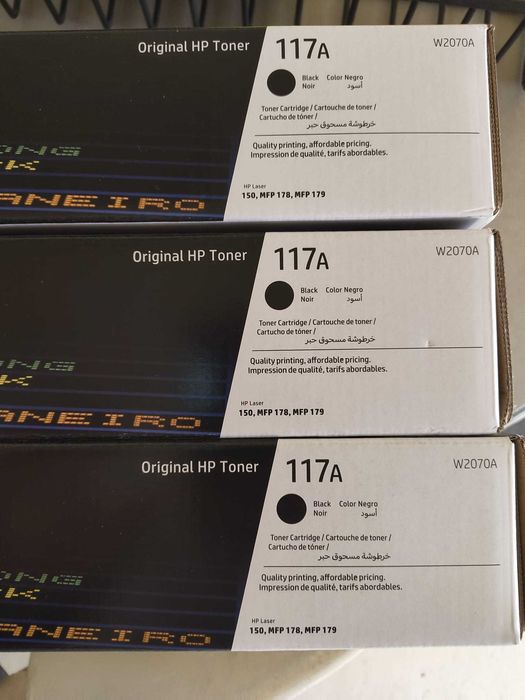 Original HP Toner
117A
W2070A
Black Color Negro
Noir أسود
Toner Cartridge / Cartouche de toner /
Cartucho de tóner /
خرطوشة مسحوق حبر
Quality printing, affordable pricing.
Impression de qualité, tarifs abordables.
HP Laser
150, MFP 178, MFP 179
ANEIRO
Original HP Toner
117A
W2070A
Black Color Negro
Noir أسود
Toner Cartridge / Cartouche de toner /
Cartucho de tóner /
خرطوشة مسحوق حبر
Quality printing, affordable pricing.
Impression de qualité, tarifs abordables.
HP Laser
150, MFP 178, MFP 179
ANEIRO
Original HP Toner
117A
W2070A
Black Color Negro
Noir أسود
Toner Cartridge / Cartouche de toner /
Cartucho de tóner /
خرطوشة مسحوق حبر
Quality printing, affordable pricing.
Impression de qualité, tarifs abordables.
HP Laser
150, MFP 178, MFP 179
ANEIRO